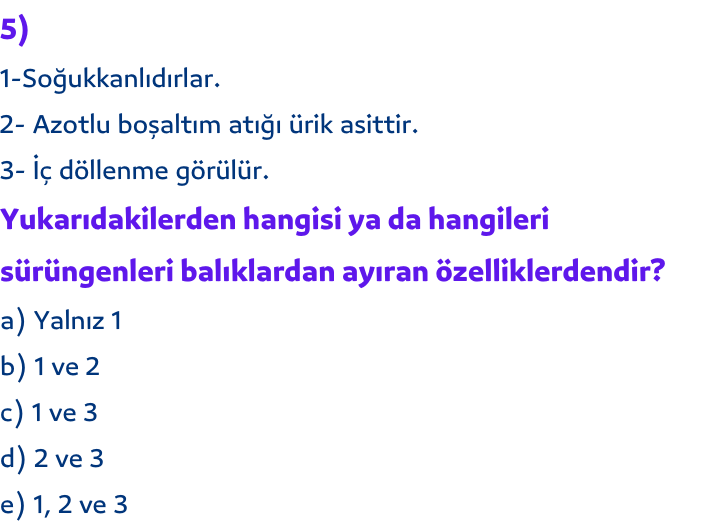 5)
1-Soğukkanlıdırlar.
2- Azotlu boşaltım atığı ürik asittir.
3- İç döllenme görülür.
Yukarıdakilerden hangisi ya da hangileri
sürüngenleri balıklardan ayıran özelliklerdendir?
a) Yalnız 1
b) 1 ve 2
c) 1 ve 3
d) 2 ve 3
e) 1, 2 ve 3